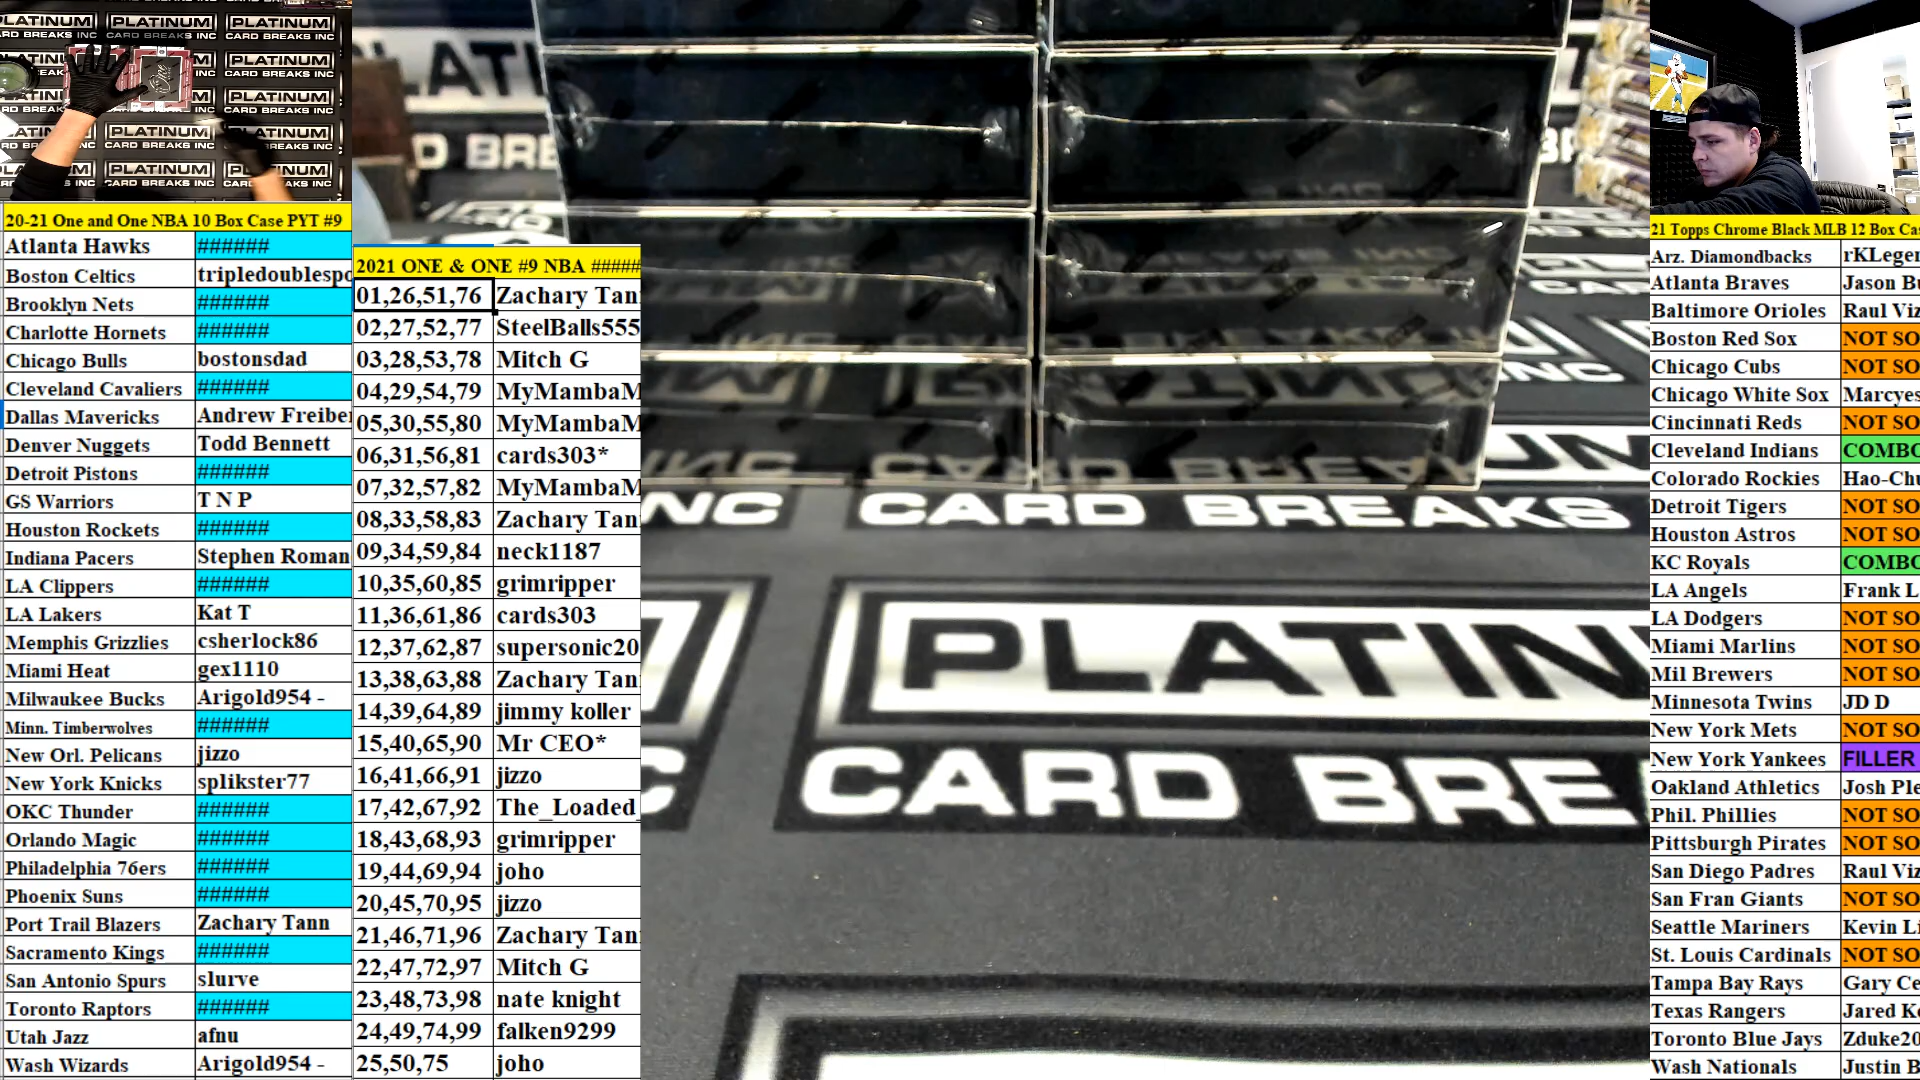 PLATINUM
CARD BREAKS INC
20-21 One and One NBA 10 Box Case PYT #9
Atlanta Hawks ######
Boston Celtics tripledoublespo
Brooklyn Nets ######
Charlotte Hornets ######
Chicago Bulls bostonsdad
Cleveland Cavaliers ######
Dallas Mavericks Andrew Freiber
Denver Nuggets Todd Bennett
Detroit Pistons ######
GS Warriors T N P
Houston Rockets ######
Indiana Pacers Stephen Roman
LA Clippers ######
LA Lakers Kat T
Memphis Grizzlies csherlock86
Miami Heat gex1110
Milwaukee Bucks Arigold954 -
Minn. Timberwolves ######
New Orl. Pelicans jizzo
New York Knicks splikster77
OKC Thunder ######
Orlando Magic ######
Philadelphia 76ers ######
Phoenix Suns ######
Port Trail Blazers Zachary Tann
Sacramento Kings ######
San Antonio Spurs slurve
Toronto Raptors ######
Utah Jazz afnu
Wash Wizards Arigold954 -
2021 ONE & ONE #9 NBA #####
01,26,51,76 Zachary Tan
02,27,52,77 SteelBalls555
03,28,53,78 Mitch G
04,29,54,79 MyMambaM
05,30,55,80 MyMambaM
06,31,56,81 cards303*
07,32,57,82 MyMambaM
08,33,58,83 Zachary Tan
09,34,59,84 neck1187
10,35,60,85 grimripper
11,36,61,86 cards303
12,37,62,87 supersonic20
13,38,63,88 Zachary Tan
14,39,64,89 jimmy koller
15,40,65,90 Mr CEO*
16,41,66,91 jizzo
17,42,67,92 The_Loaded_
18,43,68,93 grimripper
19,44,69,94 joho
20,45,70,95 jizzo
21,46,71,96 Zachary Tan
22,47,72,97 Mitch G
23,48,73,98 nate knight
24,49,74,99 falken9299
25,50,75 joho
PLATI
D BRE
NC CARD BREAKS
PLATIN
C CARD BRE
21 Topps Chrome Black MLB 12 Box Ca
Arz. Diamondbacks rKLeger
Atlanta Braves Jason Bu
Baltimore Orioles Raul Viz
Boston Red Sox NOT SO
Chicago Cubs NOT SO
Chicago White Sox Marcyes
Cincinnati Reds NOT SO
Cleveland Indians COMBO
Colorado Rockies Hao-Chu
Detroit Tigers NOT SO
Houston Astros NOT SO
KC Royals COMBO
LA Angels Frank L
LA Dodgers NOT SO
Miami Marlins NOT SO
Mil Brewers NOT SO
Minnesota Twins JD D
New York Mets NOT SO
New York Yankees FILLER
Oakland Athletics Josh Ple
Phil. Phillies NOT SO
Pittsburgh Pirates NOT SO
San Diego Padres Raul Viz
San Fran Giants NOT SO
Seattle Mariners Kevin Li
St. Louis Cardinals NOT SO
Tampa Bay Rays Gary Ce
Texas Rangers Jared Ko
Toronto Blue Jays Zduke20
Wash Nationals Justin B